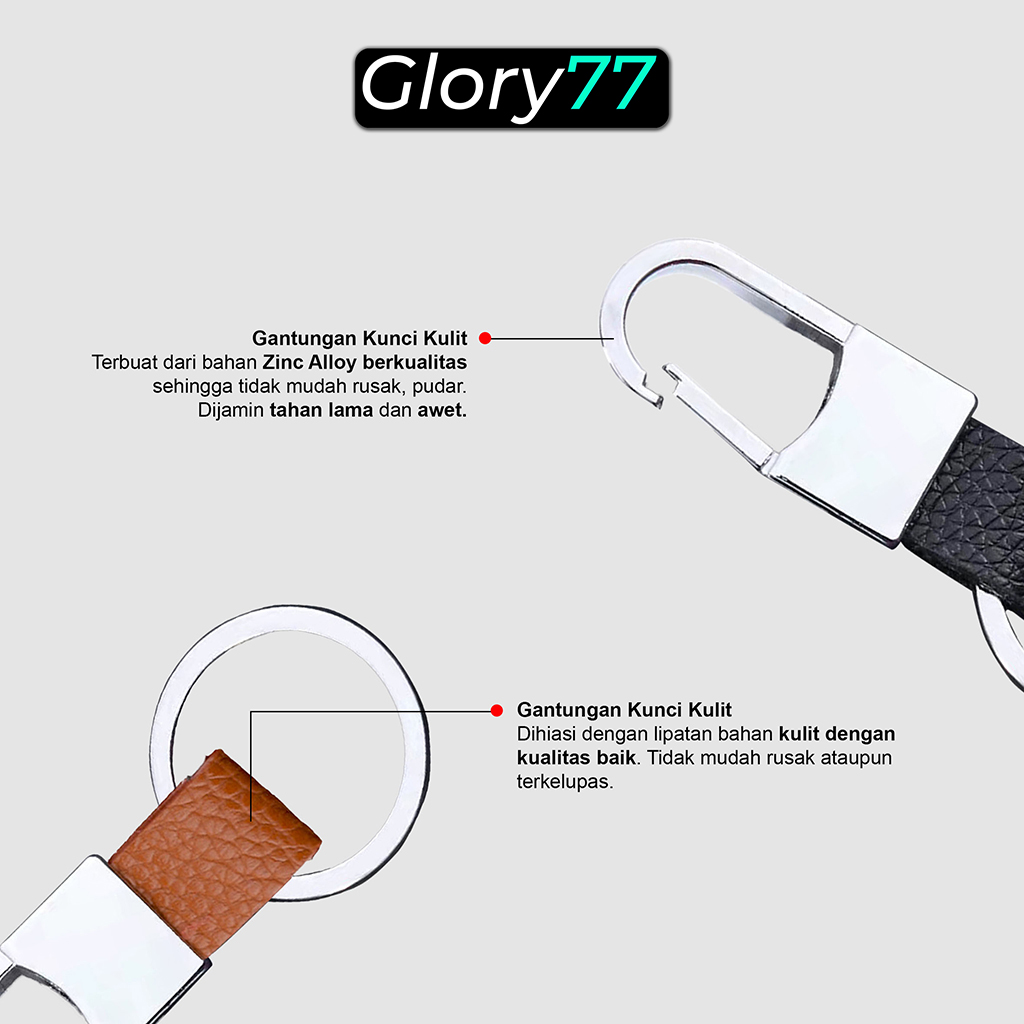 Glory77
Gantungan Kunci Kulit
Terbuat dari bahan Zinc Alloy berkualitas
sehingga tidak mudah rusak, pudar.
Dijamin tahan lama dan awet.
Gantungan Kunci Kulit
Dihiasi dengan lipatan bahan kulit dengan
kualitas baik. Tidak mudah rusak ataupun
terkelupas.